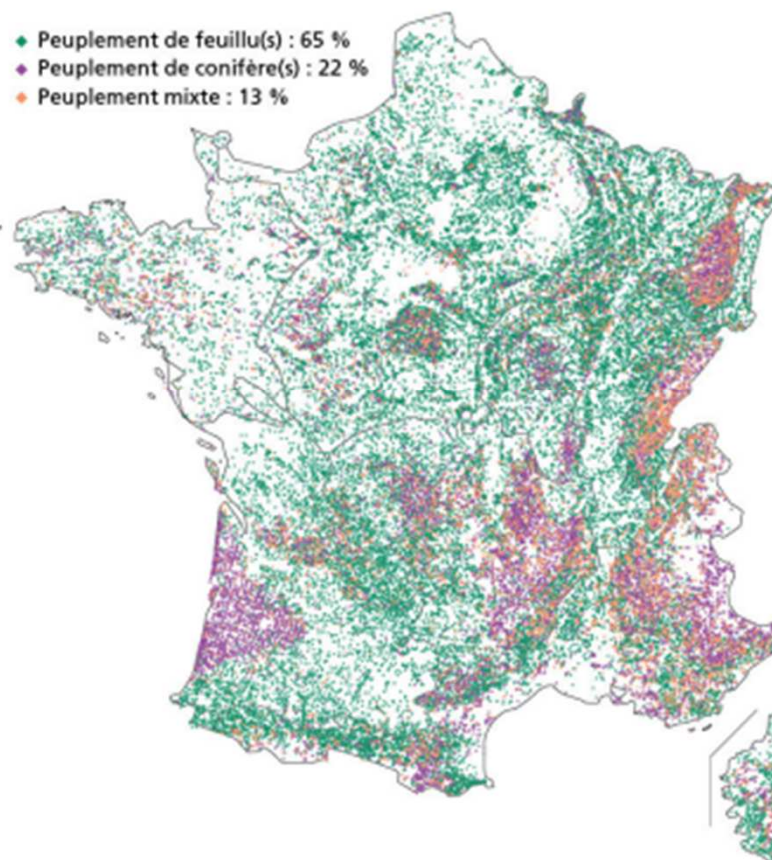 Peuplement de feuillu(s) : 65 %
Peuplement de conifère(s) : 22 %
Peuplement mixte : 13 %